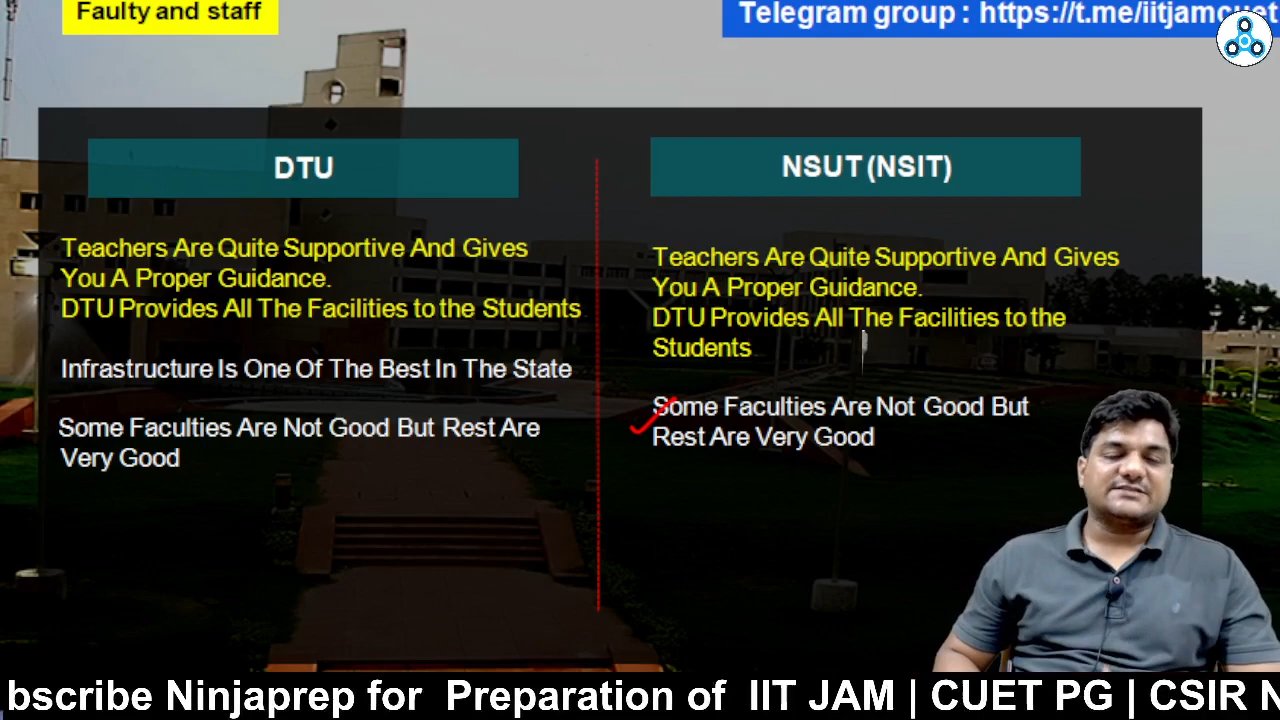 Faulty and staff
Telegram group : https://t.me/iitjamcuet
DTU
Teachers Are Quite Supportive And Gives
You A Proper Guidance.
DTU Provides All The Facilities to the Students
Infrastructure Is One Of The Best In The State
Some Faculties Are Not Good But Rest Are
Very Good
NSUT (NSIT)
Teachers Are Quite Supportive And Gives
You A Proper Guidance.
DTU Provides All The Facilities to the
Students
Some Faculties Are Not Good But
Rest Are Very Good
bscribe Ninjaprep for Preparation of IIT JAM | CUET PG | CSIR N